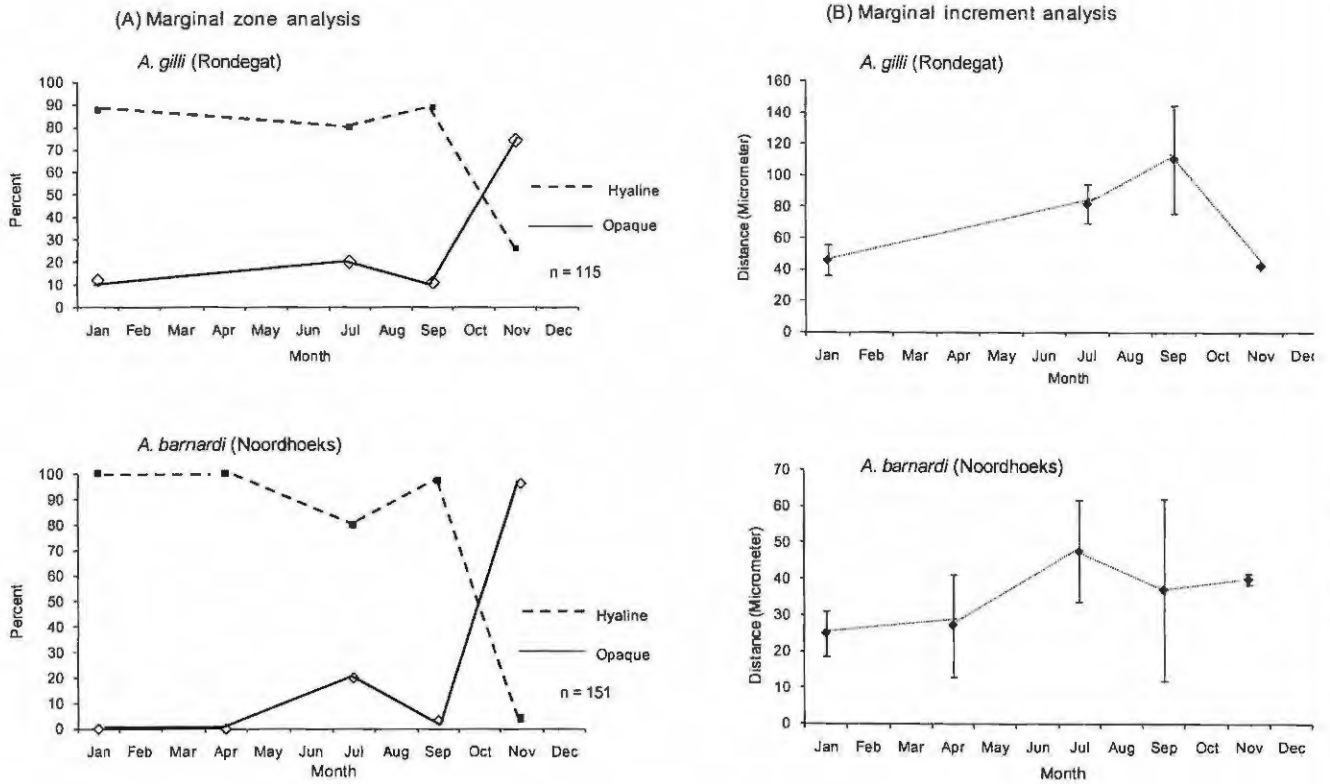 (A) Marginal zone analysis
A. gilli (Rondegat)
100
90
80
70
60
50
40
30
20
10
0
Percent
Hyaline
Opaque
n = 115
Jan Feb Mar Apr May Jun Jul Aug Sep Oct Nov Dec
Month
A. barnardi (Noordhoeks)
100
90
80
70
60
50
40
30
20
10
0
Percent
Hyaline
Opaque
n = 151
Jan Feb Mar Apr May Jun Jul Aug Sep Oct Nov Dec
Month
(B) Marginal increment analysis
A. gilli (Rondegat)
160
140
120
100
80
60
40
20
0
Distance (Micrometer)
Jan Feb Mar Apr May Jun Jul Aug Sep Oct Nov Dec
Month
A. barnardi (Noordhoeks)
70
60
50
40
30
20
10
0
Distance (Micrometer)
Jan Feb Mar Apr May Jun Jul Aug Sep Oct Nov Dec
Month